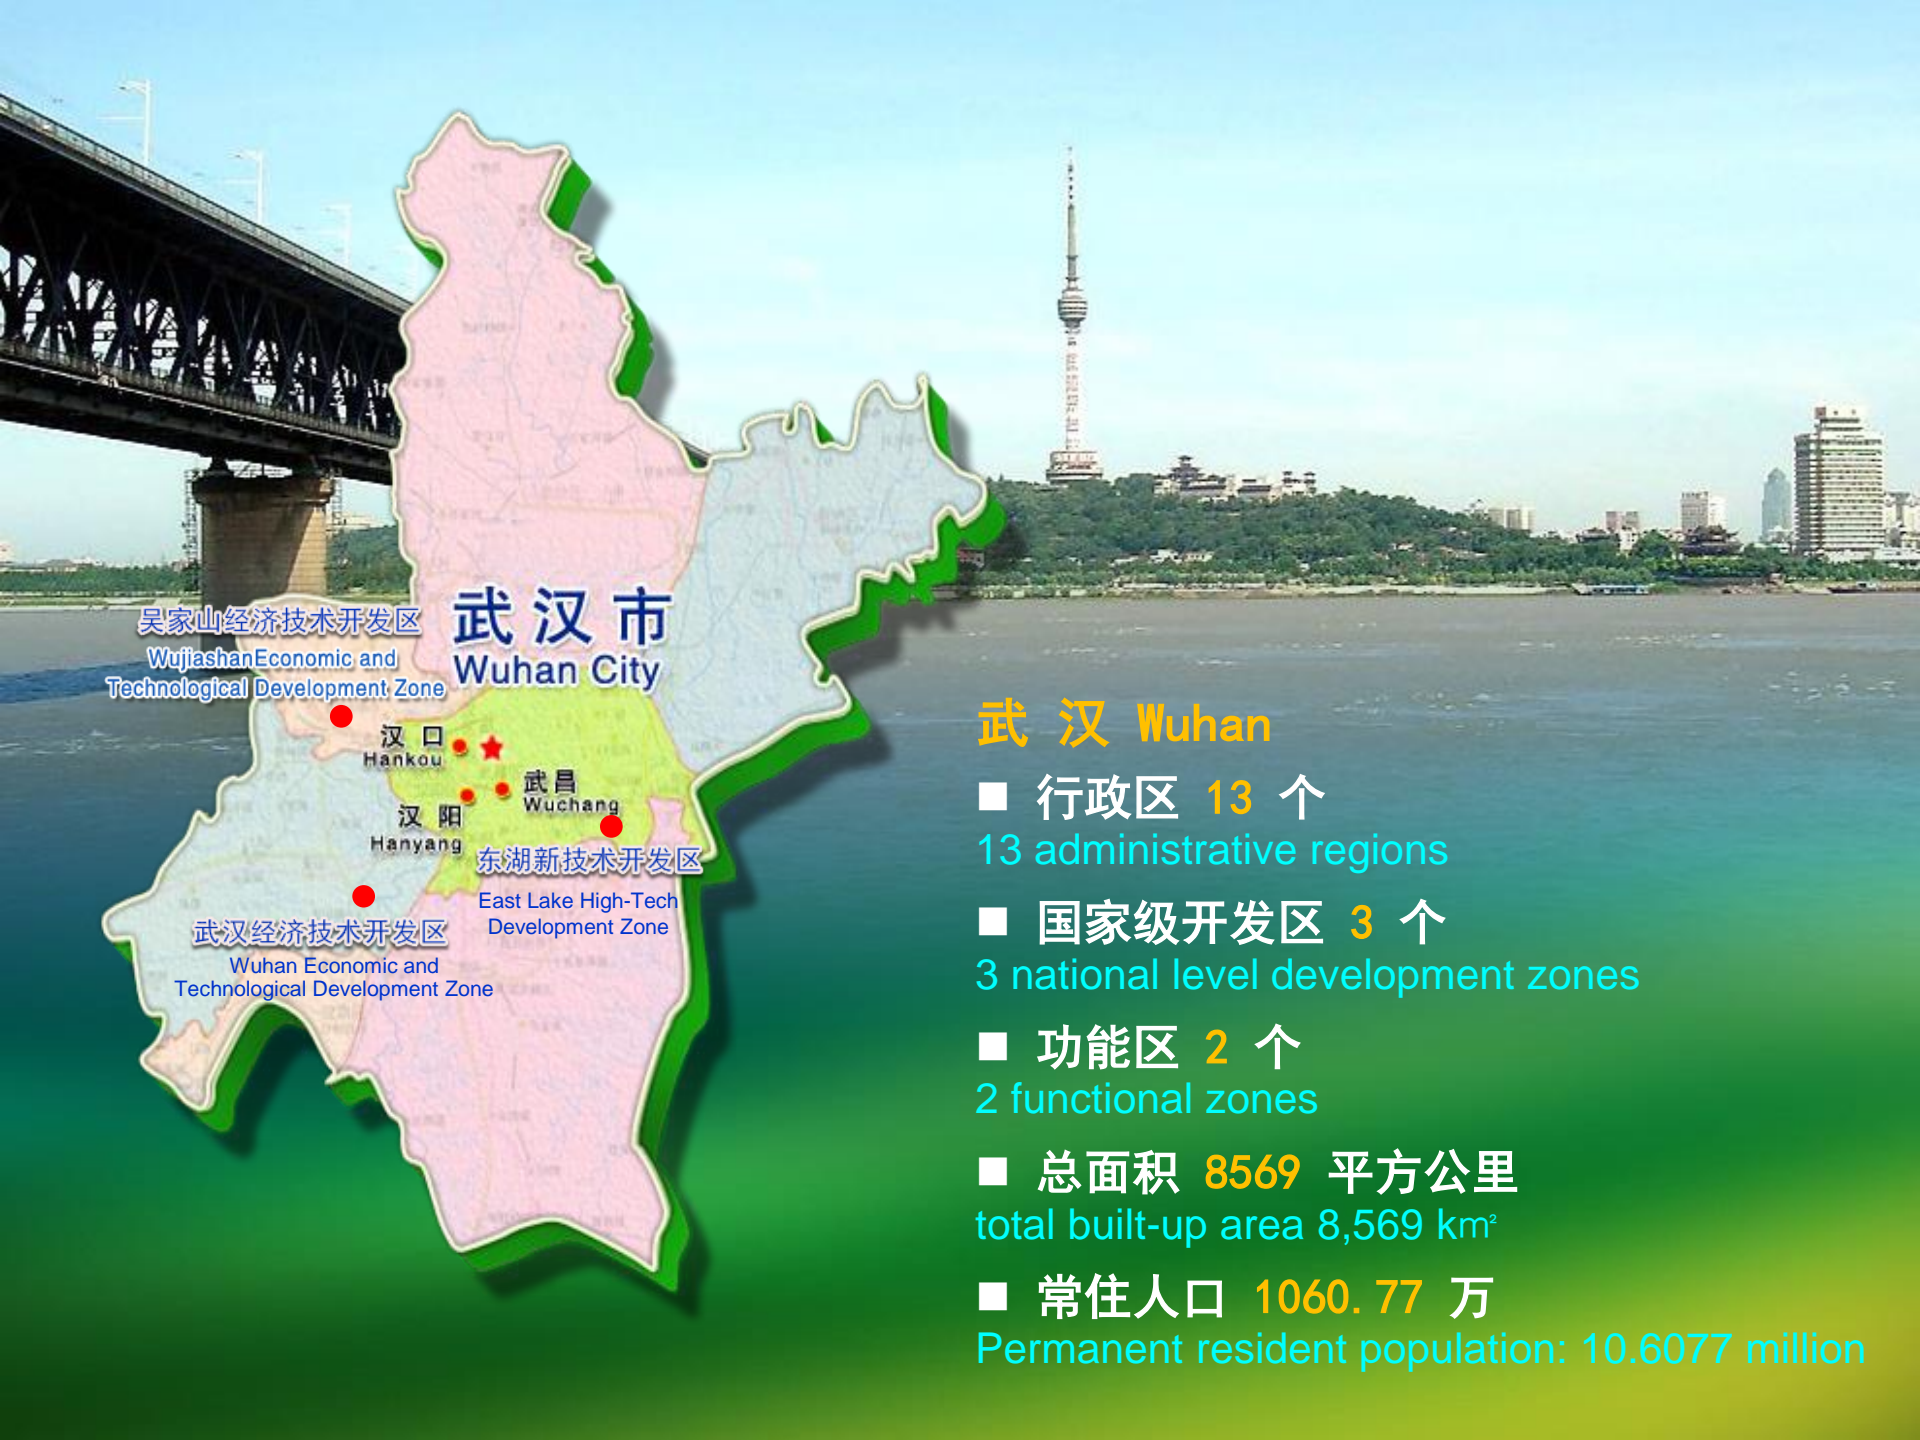 武汉市
Wuhan City
吴家山经济技术开发区
WujiashanEconomic and
Technological Development Zone
汉口
Hankou
武昌
Wuchang
汉阳
Hanyang
东湖新技术开发区
East Lake High-Tech
Development Zone
武汉经济技术开发区
Wuhan Economic and
Technological Development Zone
武 汉 Wuhan
■ 行政区 13 个
13 administrative regions
■ 国家级开发区 3 个
3 national level development zones
■ 功能区 2 个
2 functional zones
■ 总面积 8569 平方公里
total built-up area 8,569 km²
■ 常住人口 1060.77 万
Permanent resident population: 10.6077 million